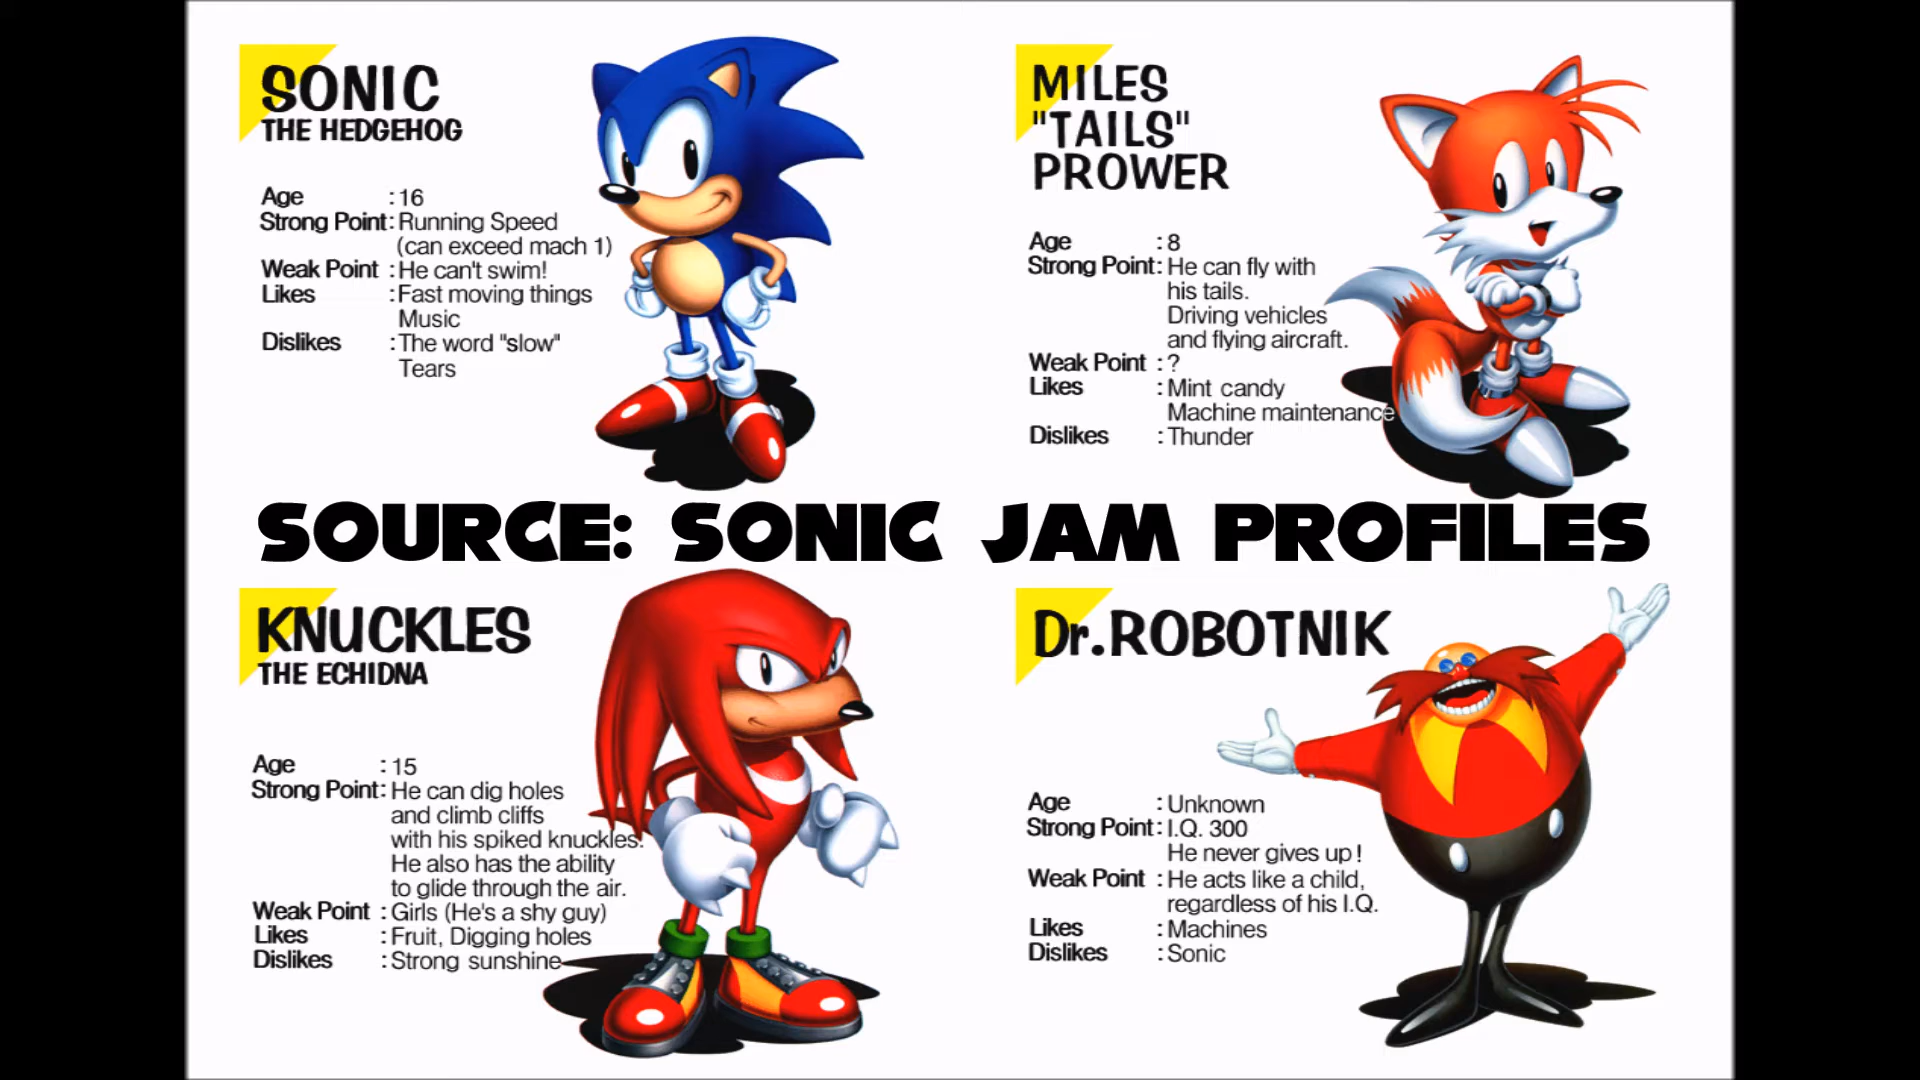 SONIC
THE HEDGEHOG
Age : 16
Strong Point : Running Speed
(can exceed mach 1)
Weak Point : He can't swim!
Likes : Fast moving things
Music
Dislikes : The word "slow"
Tears
MILES
"TAILS"
PROWER
Age : 8
Strong Point : He can fly with
his tails.
Driving vehicles
and flying aircraft.
Weak Point : ?
Likes : Mint candy
Machine maintenance
Dislikes : Thunder
SOURCE: SONIC JAM PROFILES
KNUCKLES
THE ECHIDNA
Age : 15
Strong Point : He can dig holes
and climb cliffs
with his spiked knuckles.
He also has the ability
to glide through the air.
Weak Point : Girls (He's a shy guy)
Likes : Fruit, Digging holes
Dislikes : Strong sunshine
Dr.ROBOTNIK
Age : Unknown
Strong Point : I.Q. 300
He never gives up!
Weak Point : He acts like a child,
regardless of his I.Q.
Likes : Machines
Dislikes : Sonic